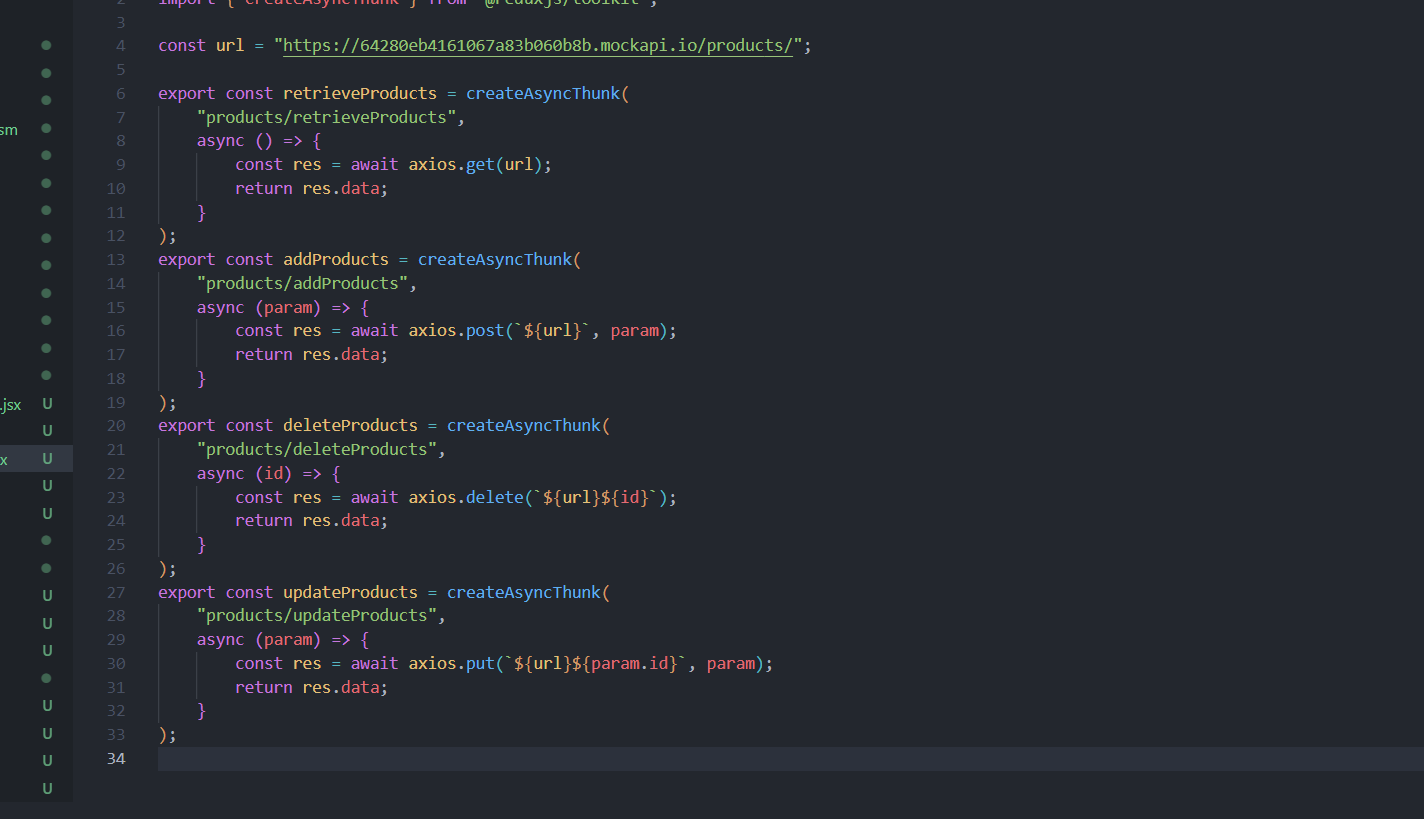 2 import { createAsyncThunk } from "@reduxjs/toolkit";
3
4 const url = "https://64280eb4161067a83b060b8b.mockapi.io/products/";
5
6 export const retrieveProducts = createAsyncThunk(
7 "products/retrieveProducts",
8 async () => {
9 const res = await axios.get(url);
10 return res.data;
11 }
12 );
13 export const addProducts = createAsyncThunk(
14 "products/addProducts",
15 async (param) => {
16 const res = await axios.post(`${url}`, param);
17 return res.data;
18 }
19 );
20 export const deleteProducts = createAsyncThunk(
21 "products/deleteProducts",
22 async (id) => {
23 const res = await axios.delete(`${url}${id}`);
24 return res.data;
25 }
26 );
27 export const updateProducts = createAsyncThunk(
28 "products/updateProducts",
29 async (param) => {
30 const res = await axios.put(`${url}${param.id}`, param);
31 return res.data;
32 }
33 );
34
sm
.jsx U
U
x U
U
U
U
U
U
U
U
U
U